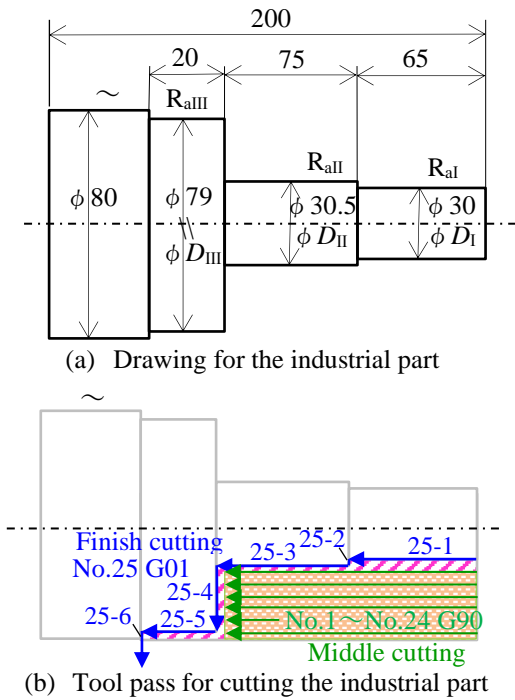 200
20 75 65
~ RaIII
RaII RaI
φ80 φ79 φ30.5 φ30
φDIII φDII φDI
(a) Drawing for the industrial part
~
Finish cutting 25-2 25-1
No.25 G01 25-3
25-4
25-6 25-5 No.1~No.24 G90
Middle cutting
(b) Tool pass for cutting the industrial part